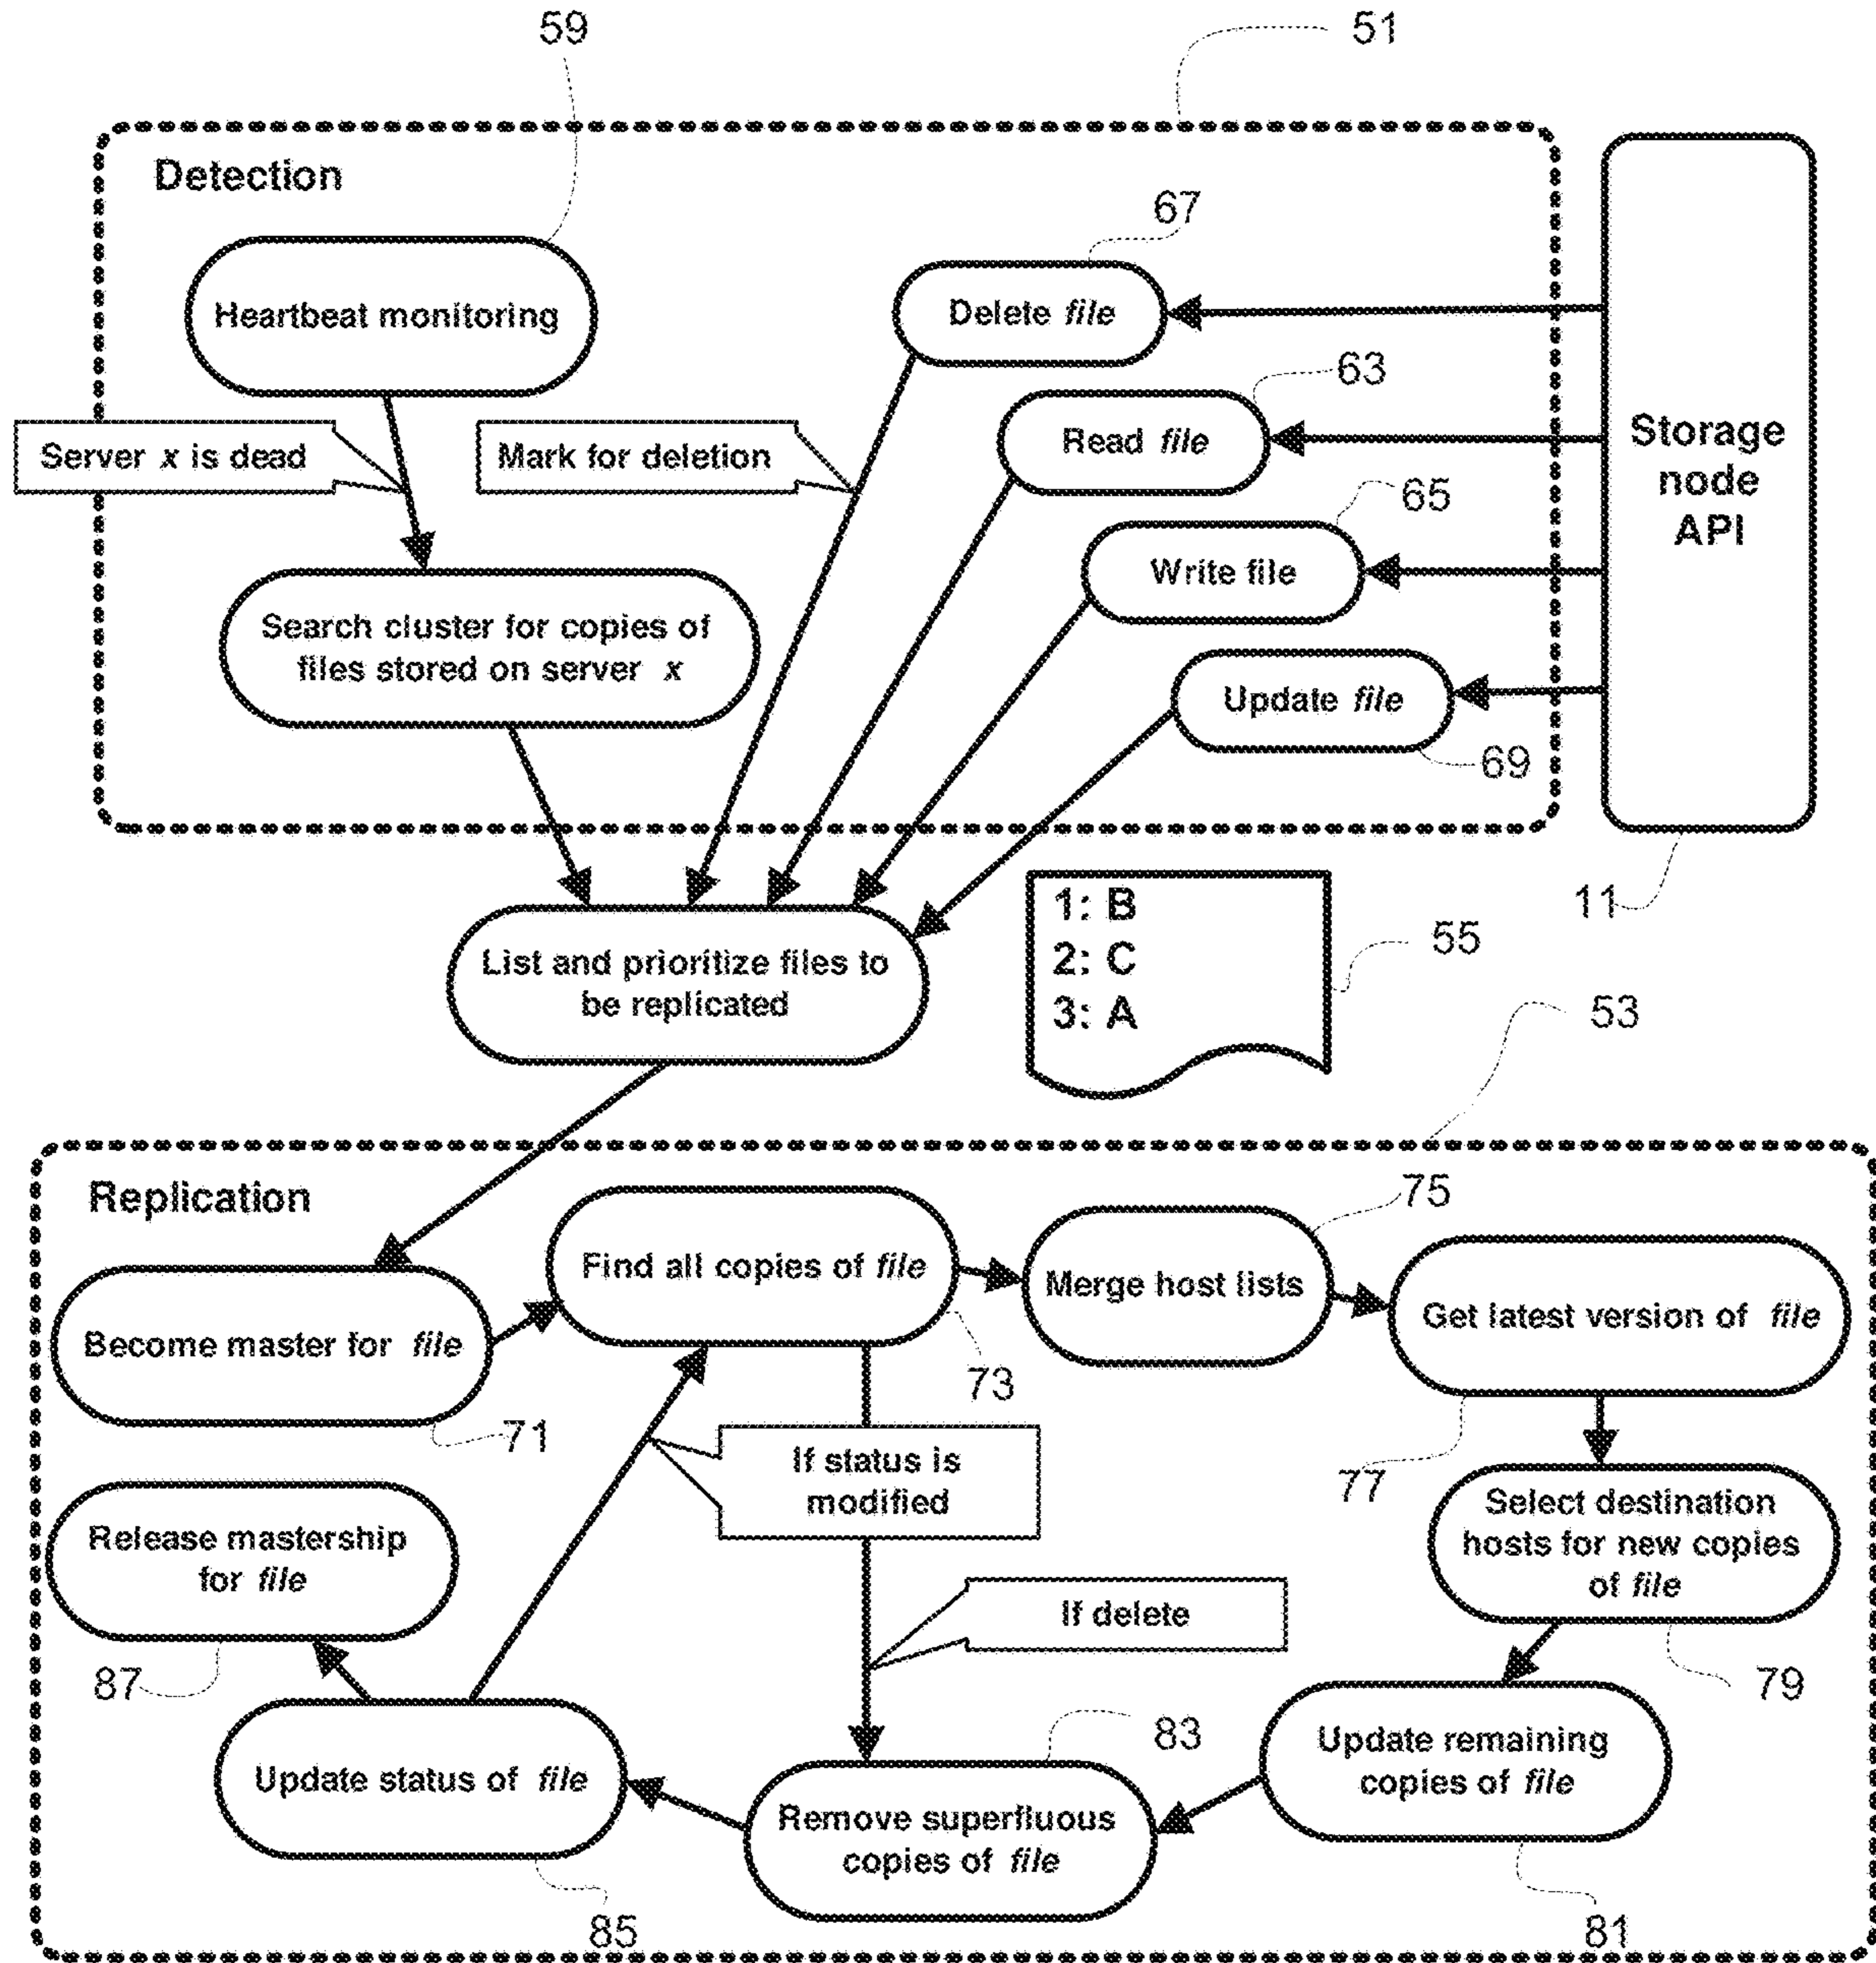 59
51
Detection
67
Heartbeat monitoring
Delete file
63
Server x is dead
Mark for deletion
Read file
Storage
node
API
65
Write file
Search cluster for copies of
files stored on server x
Update file
69
11
1: B
2: C
3: A
55
List and prioritize files to
be replicated
53
Replication
75
Find all copies of file
Merge host lists
Get latest version of file
Become master for file
73
71
77
If status is
modified
Select destination
hosts for new copies
of file
Release mastership
for file
If delete
87
79
83
Update remaining
copies of file
Update status of file
Remove superfluous
copies of file
85
81